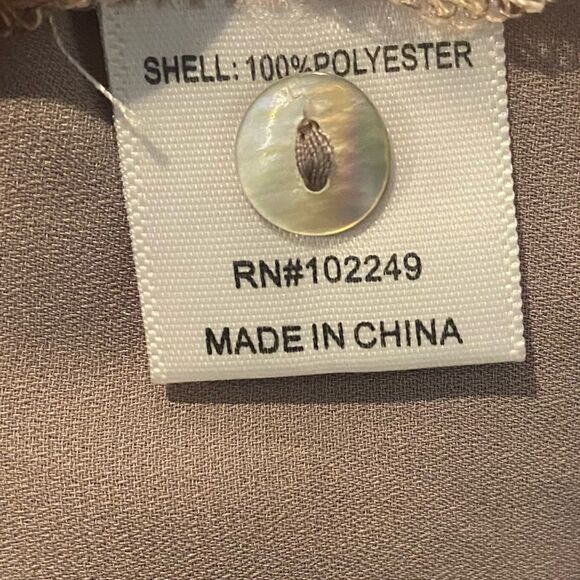 SHELL: 100%POLYESTER
RN#102249
MADE IN CHINA